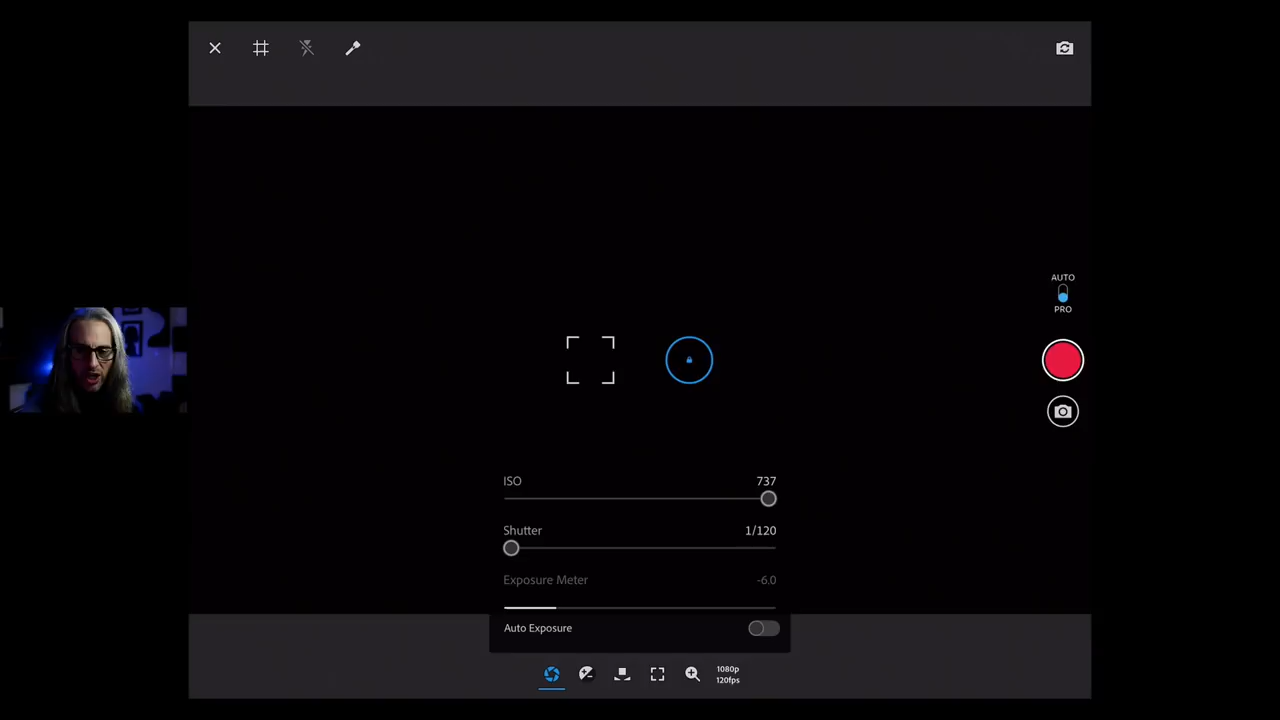 AUTO
PRO
ISO 737
Shutter 1/120
Exposure Meter -6.0
Auto Exposure
1080p
120fps